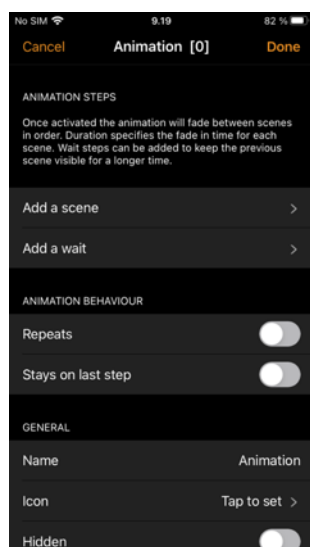 No SIM 9.19 82 %
Cancel Animation [0] Done
ANIMATION STEPS
Once activated the animation will fade between scenes
in order. Duration specifies the fade in time for each
scene. Wait steps can be added to keep the previous
scene visible for a longer time.
Add a scene
Add a wait
ANIMATION BEHAVIOUR
Repeats
Stays on last step
GENERAL
Name Animation
Icon Tap to set
Hidden